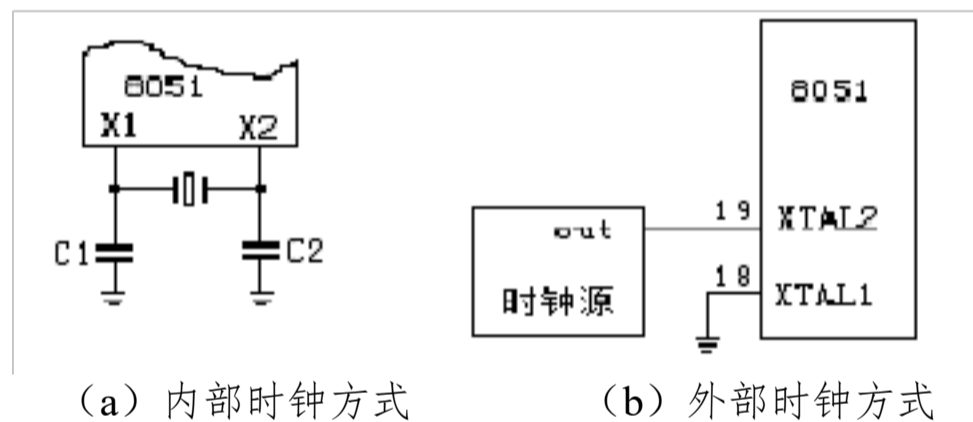 8051
X1 X2
C1 C2
(a) 内部时钟方式
8051
out
时钟源
19 XTAL2
18 XTAL1
(b) 外部时钟方式